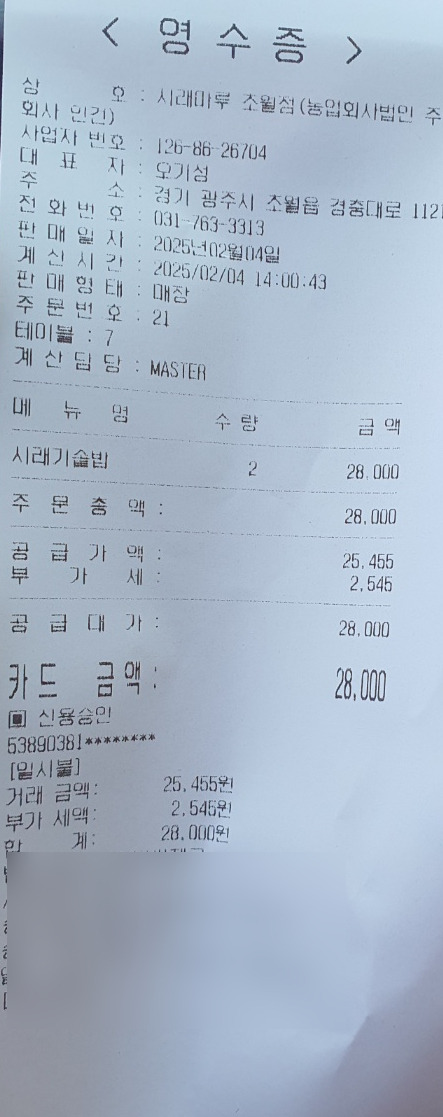 < 영 수 증 >
상 호 : 시래마루 초월점(농업회사법인 주
회사 인건)
사업자 번호 : 126-86-26704
대 표 자 : 오기성
주 소 : 경기 광주시 초월읍 경충대로 112
전 화 번 호 : 031-763-3313
판 매 일 자 : 2025년02월04일
계 산 시 간 : 2025/02/04 14:00:43
판 매 형 태 : 매장
주 문 번 호 : 21
테이블 : 7
계 산 담 당 : MASTER
메 뉴 명 수 량 금 액
시래기솥밥 2 28,000
주 문 총 액 : 28,000
공 급 가 액 : 25,455
부 가 세 : 2,545
공 급 대 가 : 28,000
카드 금액 : 28,000
▣ 신용승인
53890381********
[일시불]
거래 금액: 25,455원
부가 세액: 2,545원
합 계: 28,000원